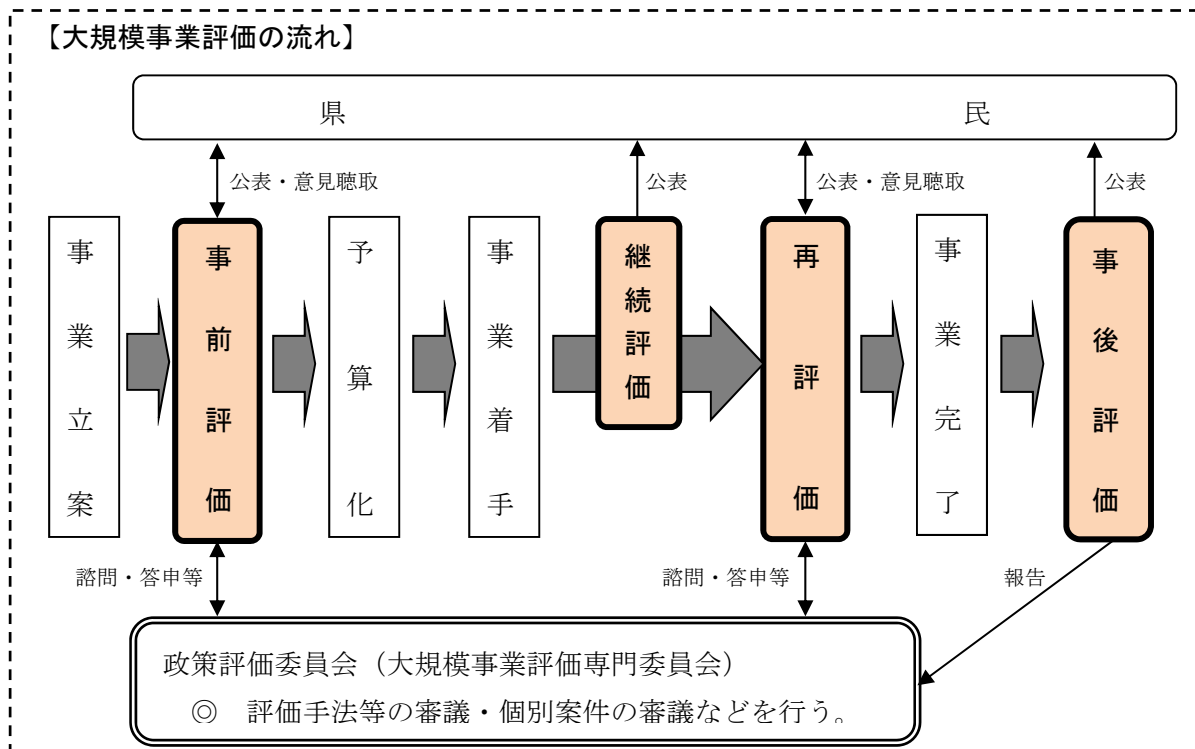 【大規模事業評価の流れ】
県 民
公表・意見聴取
公表
公表・意見聴取
公表
事業立案
事前評価
予算化
事業着手
継続評価
再評価
事業完了
事後評価
諮問・答申等
諮問・答申等
報告
政策評価委員会（大規模事業評価専門委員会）
◎ 評価手法等の審議・個別案件の審議などを行う。